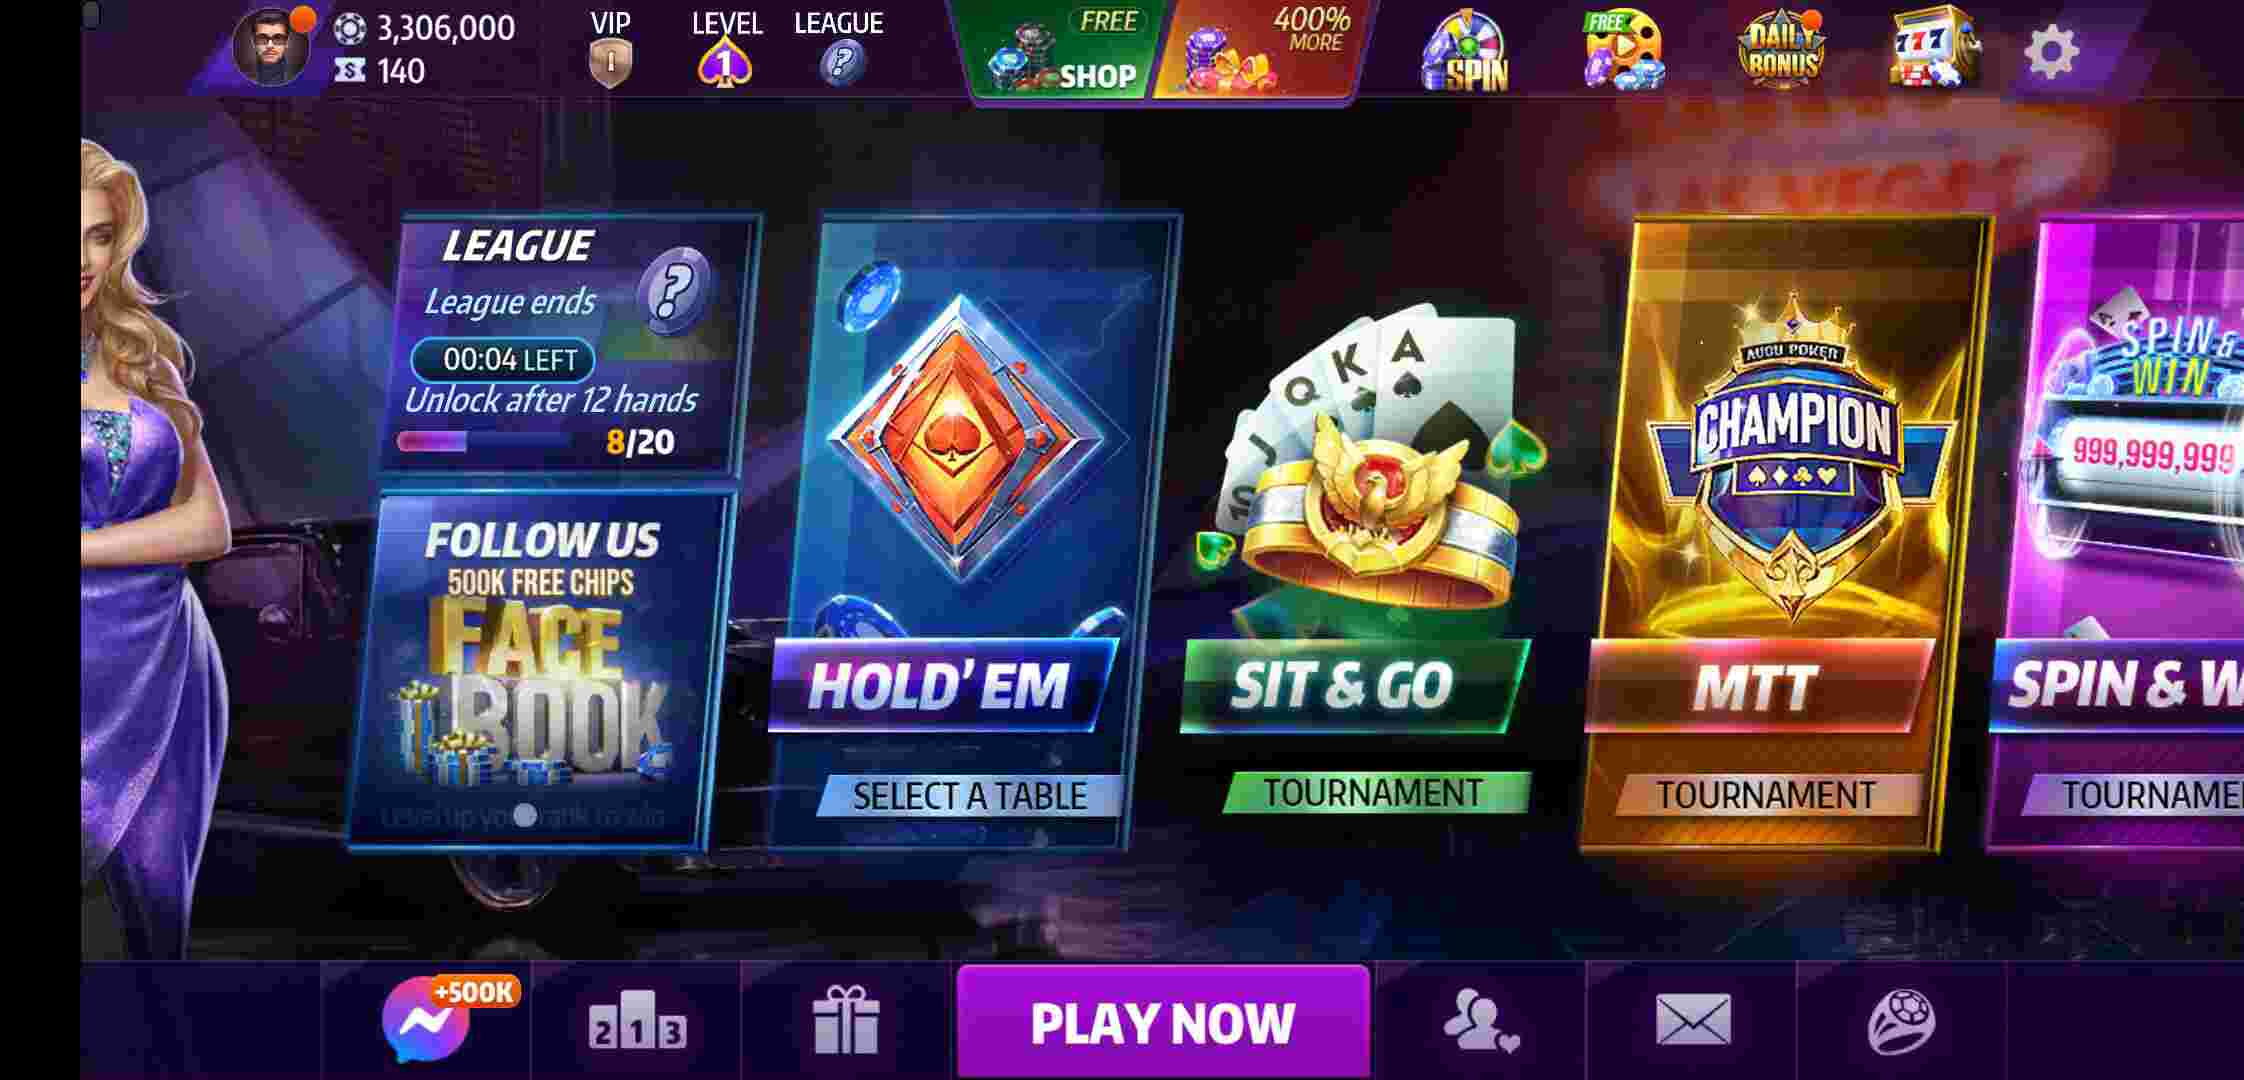 3,306,000
140
VIP
LEVEL
1
LEAGUE
?
FREE
SHOP
400%
MORE
SPIN
FREE
DAILY
BONUS
777
LEAGUE
League ends
00:04 LEFT
Unlock after 12 hands
8/20
?
FOLLOW US
500K FREE CHIPS
FACE
BOOK
HOLD'EM
SELECT A TABLE
10 J Q K A
SIT & GO
TOURNAMENT
CHAMPION
MTT
TOURNAMENT
SPIN &
WIN
999,999,999
SPIN & W
TOURNAME
+500K
2 1 3
PLAY NOW